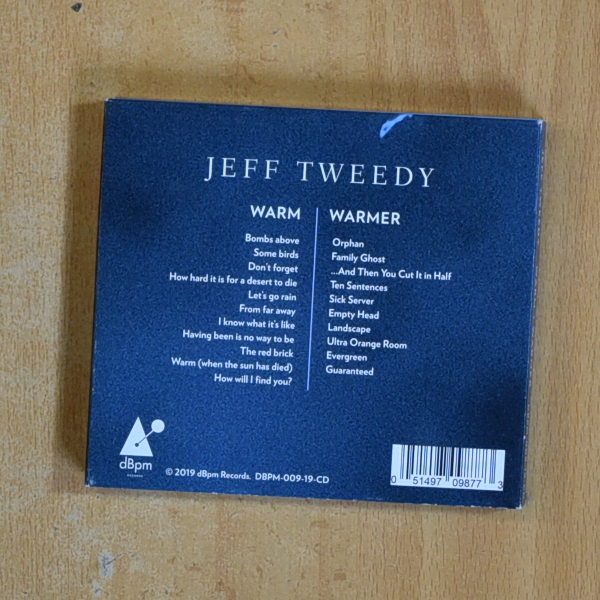 JEFF TWEEDY
WARM
Bombs above
Some birds
Don't forget
How hard it is for a desert to die
Let's go rain
From far away
I know what it's like
Having been is no way to be
The red brick
Warm (when the sun has died)
How will I find you?
WARMER
Orphan
Family Ghost
...And Then You Cut It in Half
Ten Sentences
Sick Server
Empty Head
Landscape
Ultra Orange Room
Evergreen
Guaranteed
dBpm
© 2019 dBpm Records. DBPM-009-19-CD
0 51497 09877 3